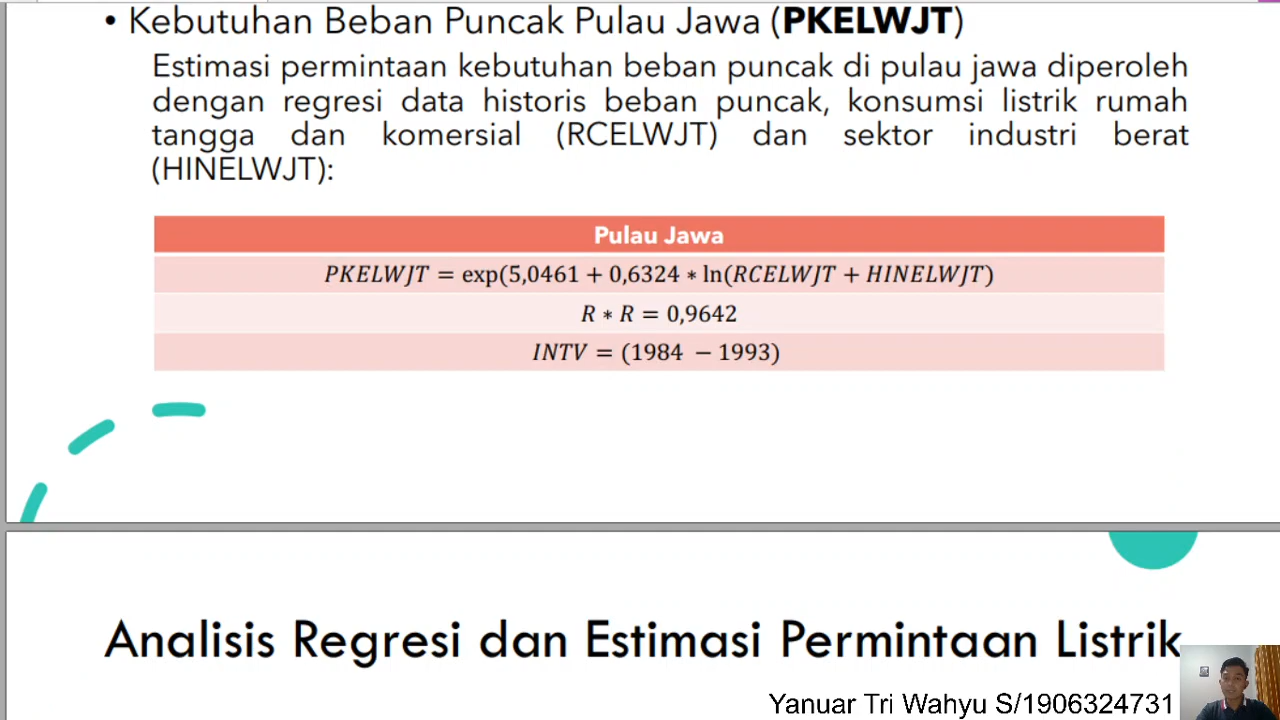 • Kebutuhan Beban Puncak Pulau Jawa (PKELWJT)
Estimasi permintaan kebutuhan beban puncak di pulau jawa diperoleh
dengan regresi data historis beban puncak, konsumsi listrik rumah
tangga dan komersial (RCELWJT) dan sektor industri berat
(HINELWJT):
Pulau Jawa
PKELWJT = exp(5,0461 + 0,6324 ∗ ln(RCELWJT + HINELWJT)
R ∗ R = 0,9642
INTV = (1984 − 1993)
Analisis Regresi dan Estimasi Permintaan Listrik
Yanuar Tri Wahyu S/1906324731